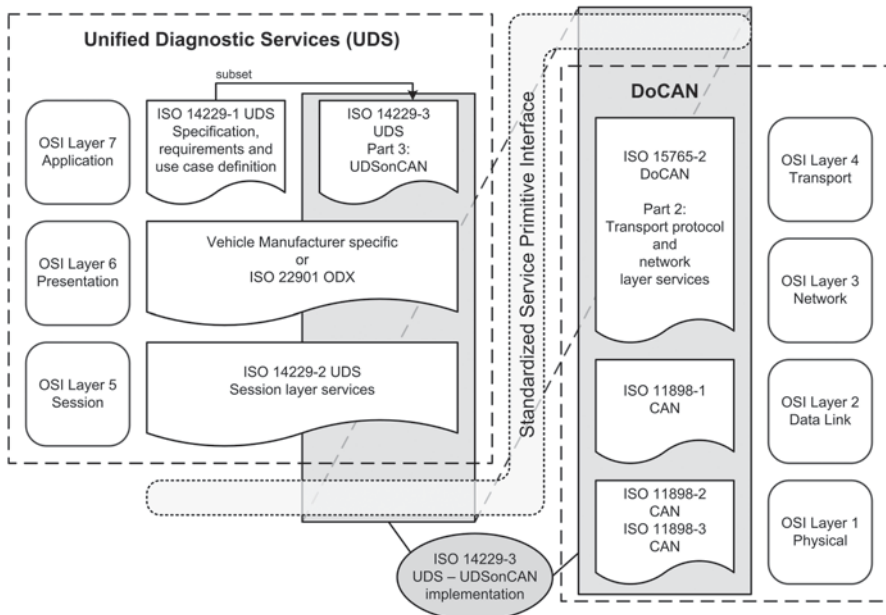 Unified Diagnostic Services (UDS)
subset
OSI Layer 7
Application
ISO 14229-1 UDS
Specification,
requirements and
use case definition
ISO 14229-3
UDS
Part 3:
UDSonCAN
OSI Layer 6
Presentation
Vehicle Manufacturer specific
or
ISO 22901 ODX
OSI Layer 5
Session
ISO 14229-2 UDS
Session layer services
Standardized Service Primitive Interface
DoCAN
ISO 15765-2
DoCAN
Part 2:
Transport protocol
and
network
layer services
OSI Layer 4
Transport
OSI Layer 3
Network
ISO 11898-1
CAN
OSI Layer 2
Data Link
ISO 11898-2
CAN
ISO 11898-3
CAN
OSI Layer 1
Physical
ISO 14229-3
UDS – UDSonCAN
implementation